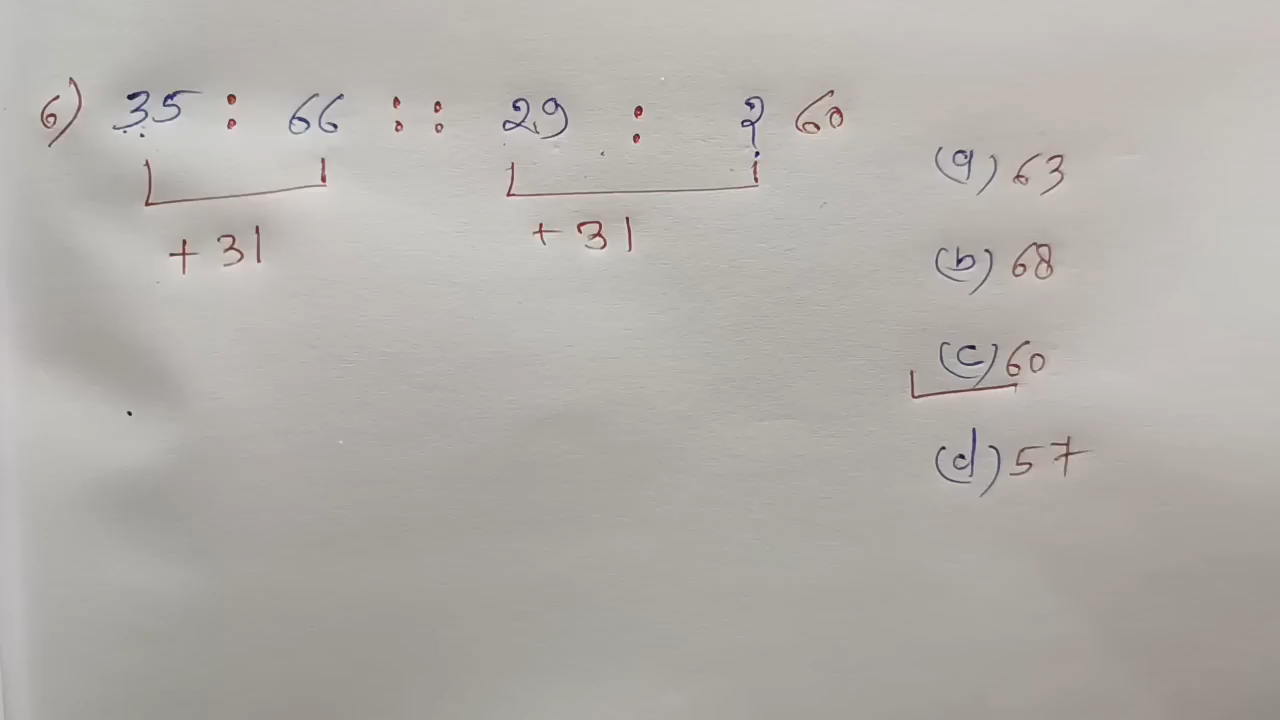 6) 35 : 66 :: 29 : ? 60
+31 +31
(a) 63
(b) 68
(c) 60
(d) 57